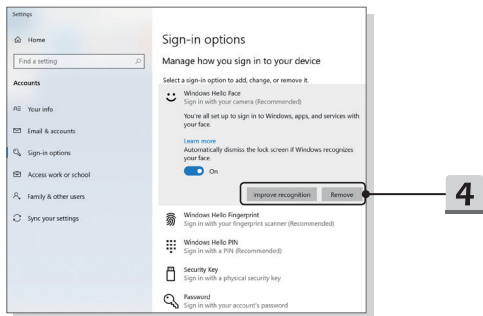 Settings
Home
Find a setting
Accounts
Your info
Email & accounts
Sign-in options
Access work or school
Family & other users
Sync your settings
Sign-in options
Manage how you sign in to your device
Select a sign-in option to add, change, or remove it.
Windows Hello Face
Sign in with your camera (Recommended)
You're all set up to sign in to Windows, apps, and services with
your face.
Learn more
Automatically dismiss the lock screen if Windows recognizes
your face.
On
Improve recognition Remove
4
Windows Hello Fingerprint
Sign in with your fingerprint scanner (Recommended)
Windows Hello PIN
Sign in with a PIN (Recommended)
Security Key
Sign in with a physical security key
Password
Sign in with your account's password